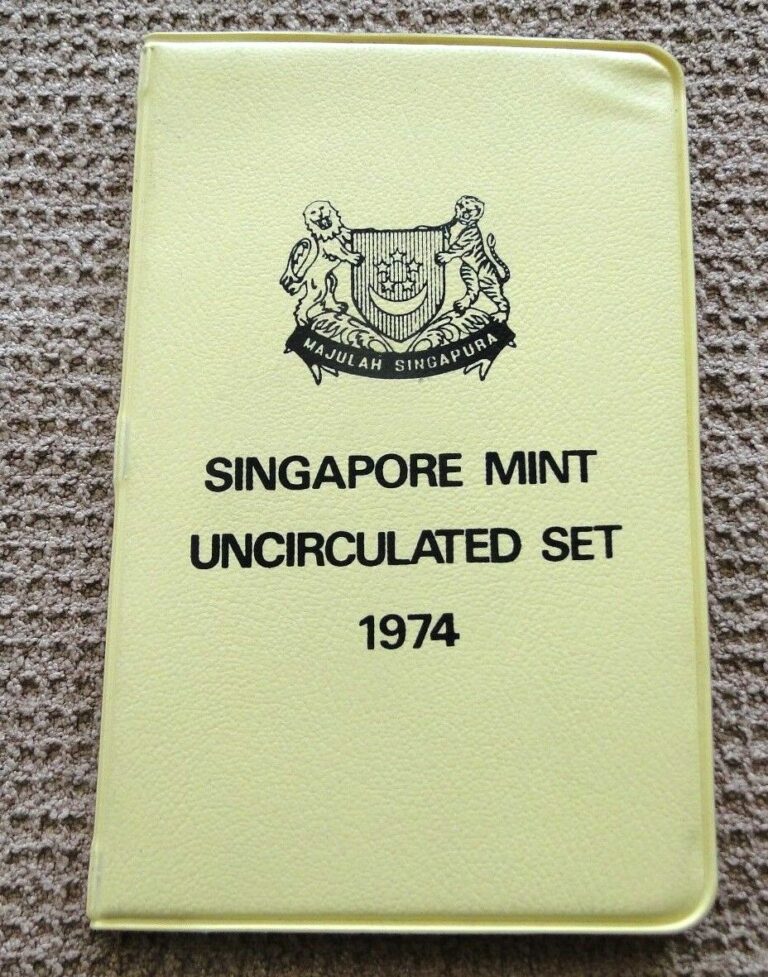 MAJULAH SINGAPURA
SINGAPORE MINT
UNCIRCULATED SET
1974